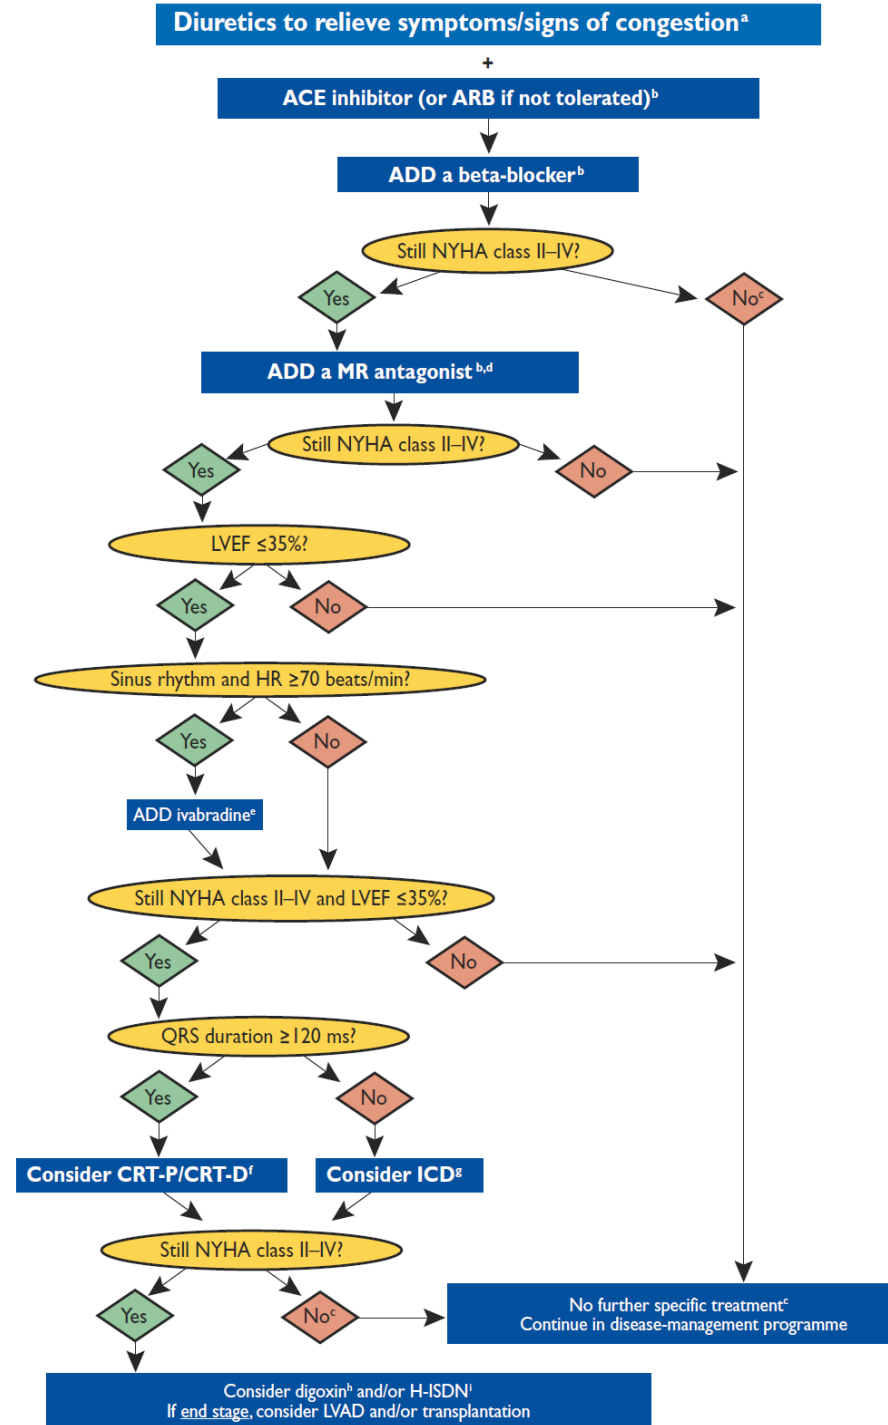 Diuretics to relieve symptoms/signs of congestionᵃ
+
ACE inhibitor (or ARB if not tolerated)ᵇ
ADD a beta-blockerᵇ
Still NYHA class II–IV?
Yes
Noᶜ
ADD a MR antagonistᵇ,ᵈ
Still NYHA class II–IV?
Yes
No
LVEF ≤35%?
Yes
No
Sinus rhythm and HR ≥70 beats/min?
Yes
No
ADD ivabradineᵉ
Still NYHA class II–IV and LVEF ≤35%?
Yes
No
QRS duration ≥120 ms?
Yes
No
Consider CRT-P/CRT-Dᶠ
Consider ICDᵍ
Still NYHA class II–IV?
Yes
Noᶜ
No further specific treatmentᶜ
Continue in disease-management programme
Consider digoxinʰ and/or H-ISDNⁱ
If end stage, consider LVAD and/or transplantation